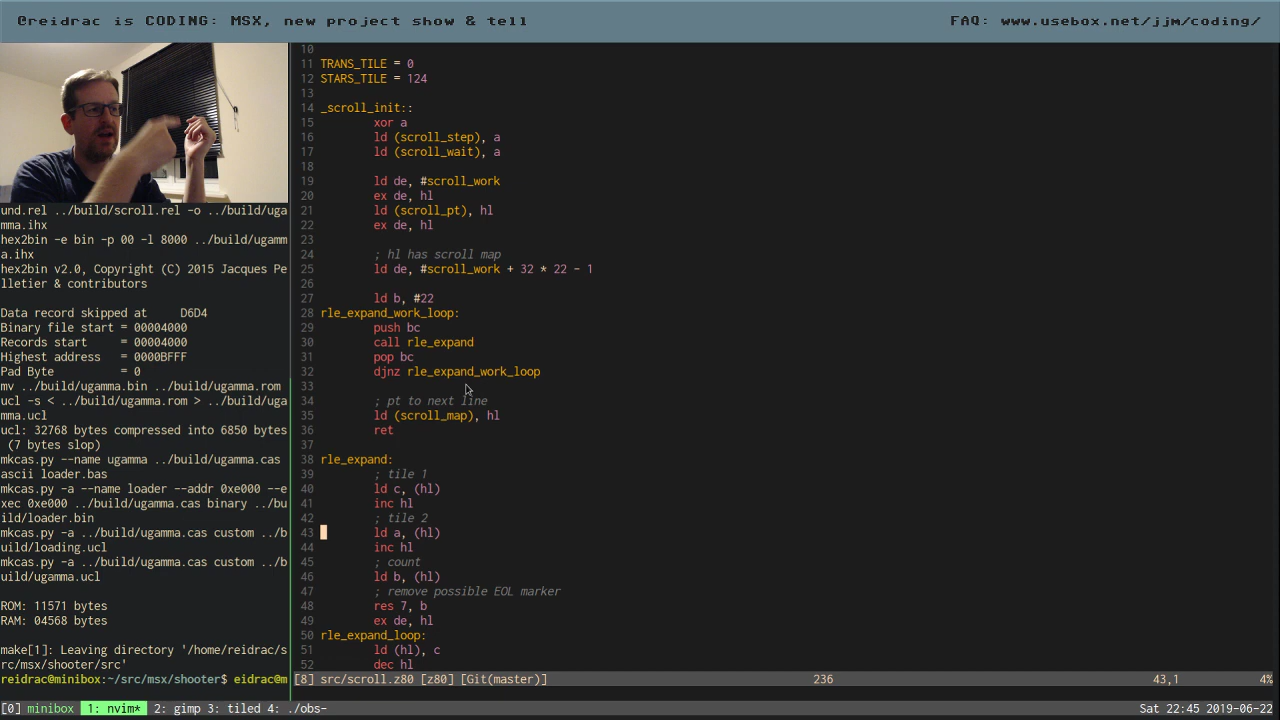 @reidrac is CODING: MSX, new project show & tell
FAQ: www.usebox.net/jjm/coding/
und.rel ../build/scroll.rel -o ../build/uga
mma.ihx
hex2bin -e bin -p 00 -l 8000 ../build/ugamm
a.ihx
hex2bin v2.0, Copyright (C) 2015 Jacques Pe
lletier & contributors
Data record skipped at     D6D4
Binary file start = 00004000
Records start     = 00004000
Highest address   = 0000BFFF
Pad Byte          = 0
mv ../build/ugamma.bin ../build/ugamma.rom
ucl -s < ../build/ugamma.rom > ../build/uga
mma.ucl
ucl: 32768 bytes compressed into 6850 bytes
 (7 bytes slop)
mkcas.py --name ugamma ../build/ugamma.cas
ascii loader.bas
mkcas.py -a --name loader --addr 0xe000 --e
xec 0xe000 ../build/ugamma.cas binary ../bu
ild/loader.bin
mkcas.py -a ../build/ugamma.cas custom ../b
uild/loading.ucl
mkcas.py -a ../build/ugamma.cas custom ../b
uild/ugamma.ucl
ROM: 11571 bytes
RAM: 04568 bytes
make[1]: Leaving directory '/home/reidrac/s
rc/msx/shooter/src'
reidrac@minibox:~/src/msx/shooter$ eidrac@m
10
11 TRANS_TILE = 0
12 STARS_TILE = 124
13
14 _scroll_init::
15         xor a
16         ld (scroll_step), a
17         ld (scroll_wait), a
18
19         ld de, #scroll_work
20         ex de, hl
21         ld (scroll_pt), hl
22         ex de, hl
23
24         ; hl has scroll map
25         ld de, #scroll_work + 32 * 22 - 1
26
27         ld b, #22
28 rle_expand_work_loop:
29         push bc
30         call rle_expand
31         pop bc
32         djnz rle_expand_work_loop
33
34         ; pt to next line
35         ld (scroll_map), hl
36         ret
37
38 rle_expand:
39         ; tile 1
40         ld c, (hl)
41         inc hl
42         ; tile 2
43         ld a, (hl)
44         inc hl
45         ; count
46         ld b, (hl)
47         ; remove possible EOL marker
48         res 7, b
49         ex de, hl
50 rle_expand_loop:
51         ld (hl), c
52         dec hl
[8] src/scroll.z80 [z80] [Git(master)]          236          43,1          4%
[0] minibox  1: nvim*  2: gimp 3: tiled 4: ./obs-          Sat 22:45 2019-06-22